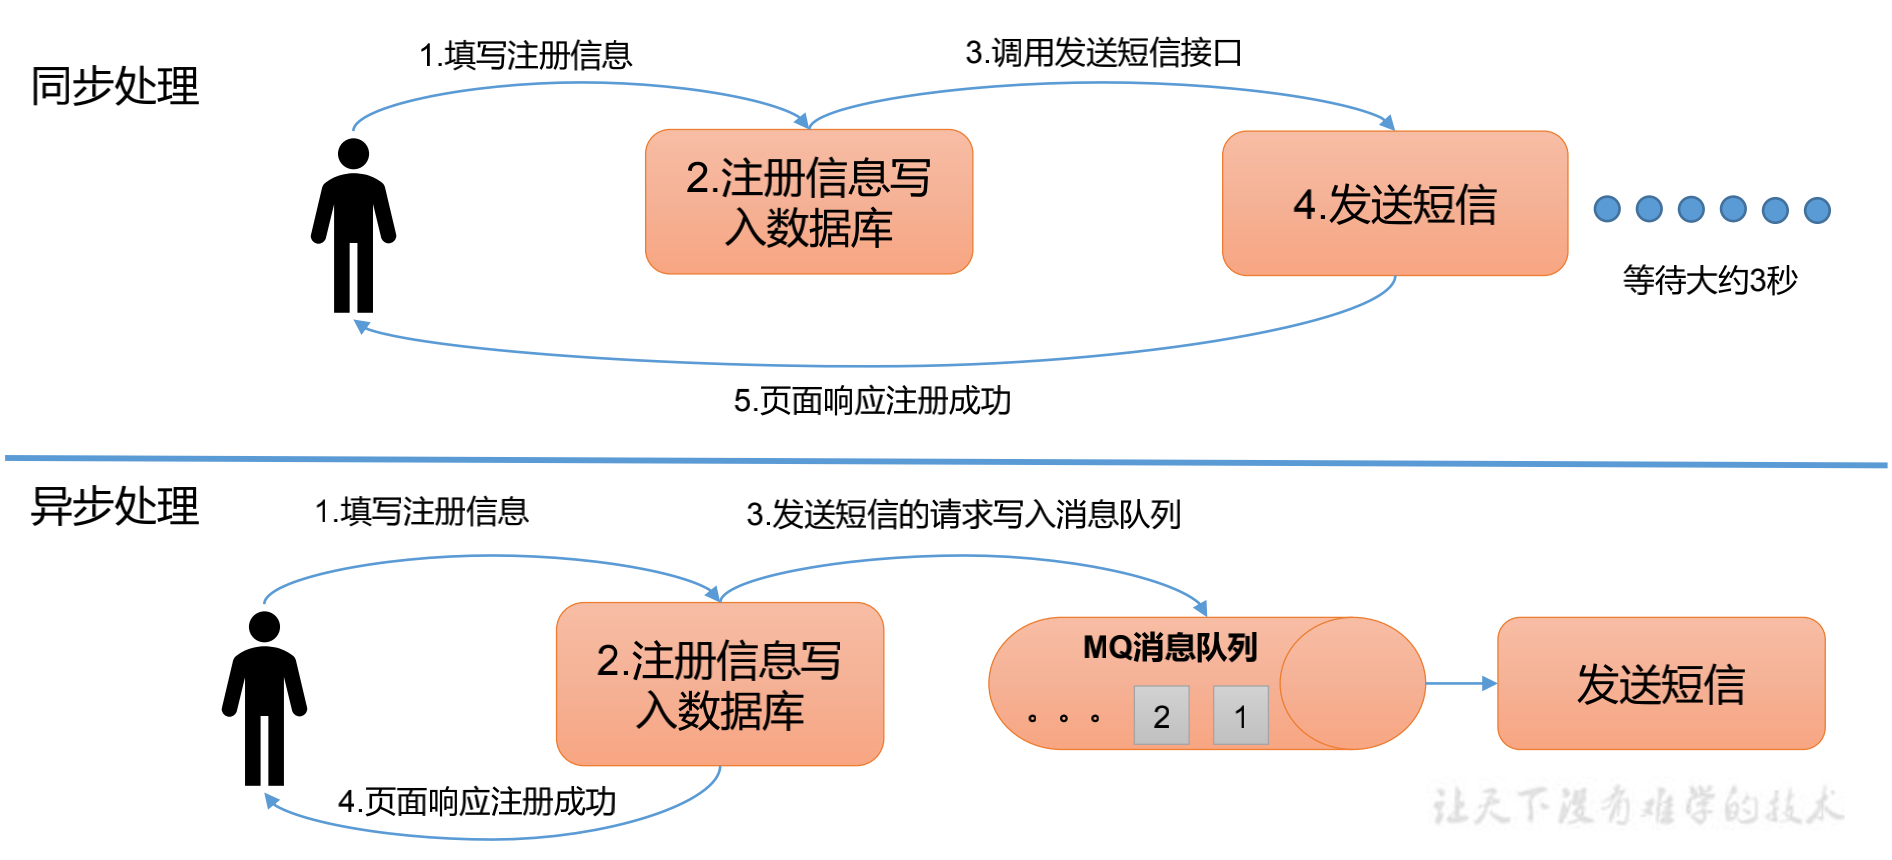 同步处理
1.填写注册信息
3.调用发送短信接口
2.注册信息写
入数据库
4.发送短信
等待大约3秒
5.页面响应注册成功
异步处理
1.填写注册信息
3.发送短信的请求写入消息队列
2.注册信息写
入数据库
MQ消息队列
。。。 2 1
发送短信
4.页面响应注册成功
让天下没有难学的技术